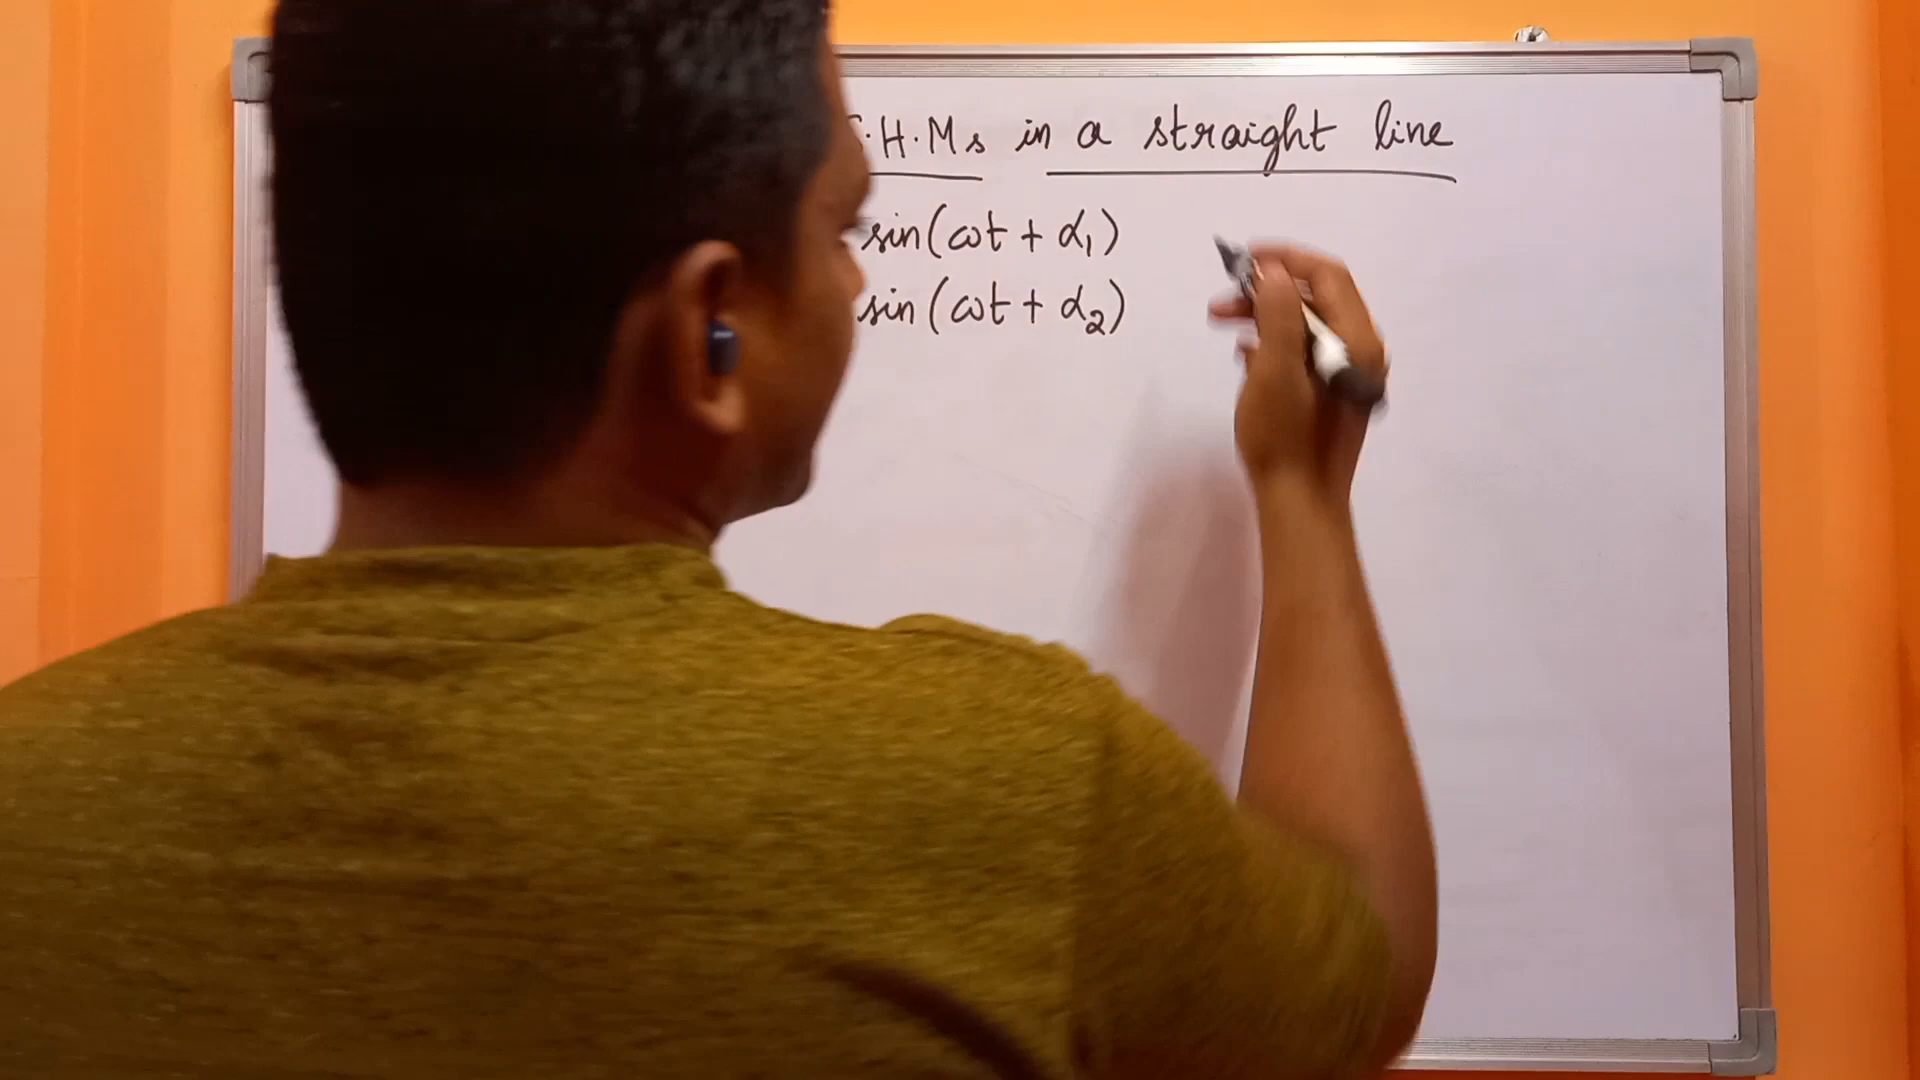 S.H.Ms in a straight line
sin(ωt + α₁)
sin(ωt + α₂)